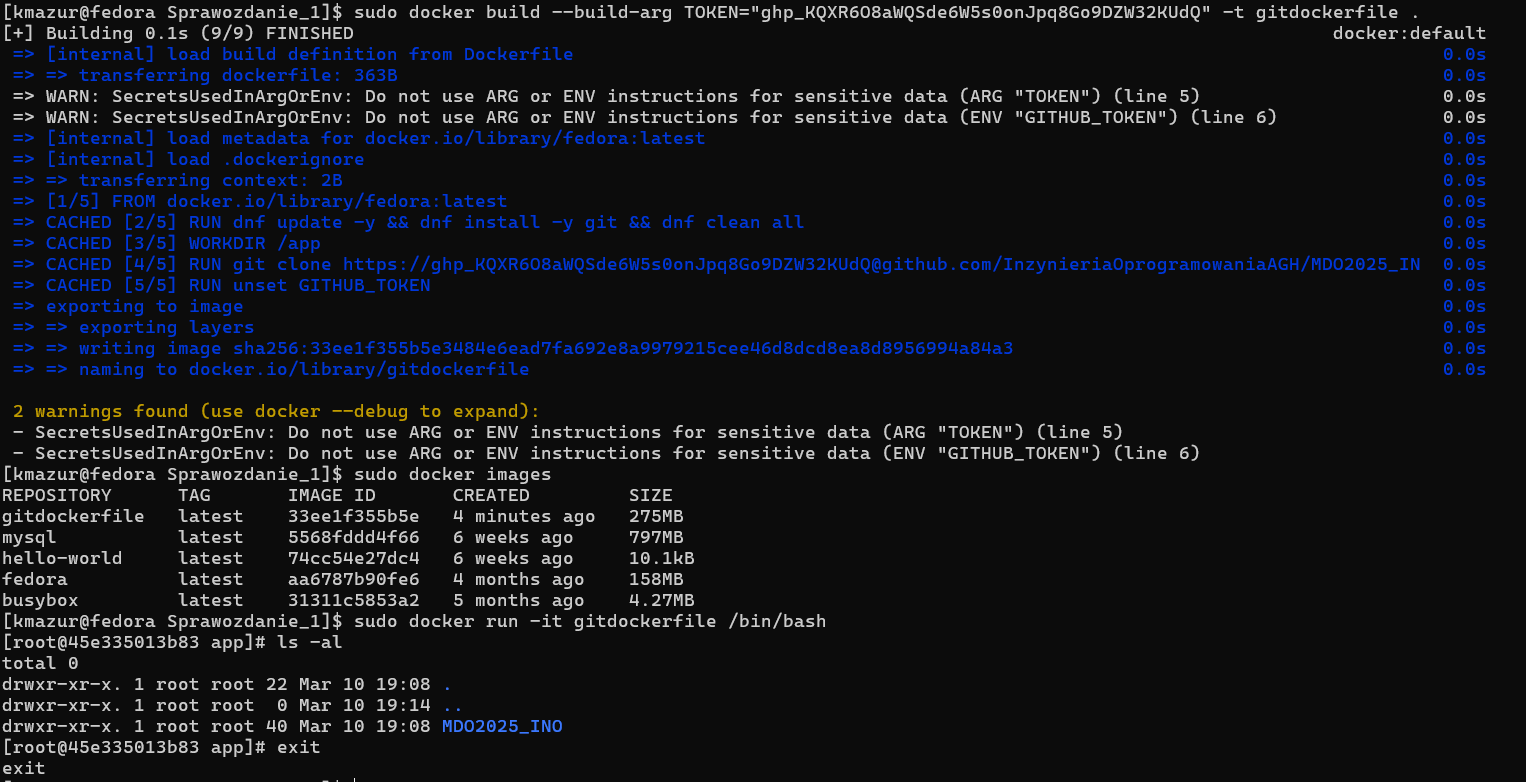 [kmazur@fedora Sprawozdanie_1]$ sudo docker build --build-arg TOKEN="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" -t gitdockerfile .
[+] Building 0.1s (9/9) FINISHED docker:default
=> [internal] load build definition from Dockerfile 0.0s
=> => transferring dockerfile: 363B 0.0s
=> WARN: SecretsUsedInArgOrEnv: Do not use ARG or ENV instructions for sensitive data (ARG "TOKEN") (line 5) 0.0s
=> WARN: SecretsUsedInArgOrEnv: Do not use ARG or ENV instructions for sensitive data (ENV "GITHUB_TOKEN") (line 6) 0.0s
=> [internal] load metadata for docker.io/library/fedora:latest 0.0s
=> [internal] load .dockerignore 0.0s
=> => transferring context: 2B 0.0s
=> [1/5] FROM docker.io/library/fedora:latest 0.0s
=> CACHED [2/5] RUN dnf update -y && dnf install -y git && dnf clean all 0.0s
=> CACHED [3/5] WORKDIR /app 0.0s
=> CACHED [4/5] RUN git clone https://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@github.com/InzynieriaOprogramowaniaAGH/MDO2025_IN 0.0s
=> CACHED [5/5] RUN unset GITHUB_TOKEN 0.0s
=> exporting to image 0.0s
=> => exporting layers 0.0s
=> => writing image sha256:33ee1f355b5e3484e6ead7fa692e8a9979215cee46d8dcd8ea8d8956994a84a3 0.0s
=> => naming to docker.io/library/gitdockerfile 0.0s
2 warnings found (use docker --debug to expand):
- SecretsUsedInArgOrEnv: Do not use ARG or ENV instructions for sensitive data (ARG "TOKEN") (line 5)
- SecretsUsedInArgOrEnv: Do not use ARG or ENV instructions for sensitive data (ENV "GITHUB_TOKEN") (line 6)
[kmazur@fedora Sprawozdanie_1]$ sudo docker images
REPOSITORY TAG IMAGE ID CREATED SIZE
gitdockerfile latest 33ee1f355b5e 4 minutes ago 275MB
mysql latest 5568fddd4f66 6 weeks ago 797MB
hello-world latest 74cc54e27dc4 6 weeks ago 10.1kB
fedora latest aa6787b90fe6 4 months ago 158MB
busybox latest 31311c5853a2 5 months ago 4.27MB
[kmazur@fedora Sprawozdanie_1]$ sudo docker run -it gitdockerfile /bin/bash
[root@45e335013b83 app]# ls -al
total 0
drwxr-xr-x. 1 root root 22 Mar 10 19:08 .
drwxr-xr-x. 1 root root 0 Mar 10 19:14 ..
drwxr-xr-x. 1 root root 40 Mar 10 19:08 MDO2025_INO
[root@45e335013b83 app]# exit
exit